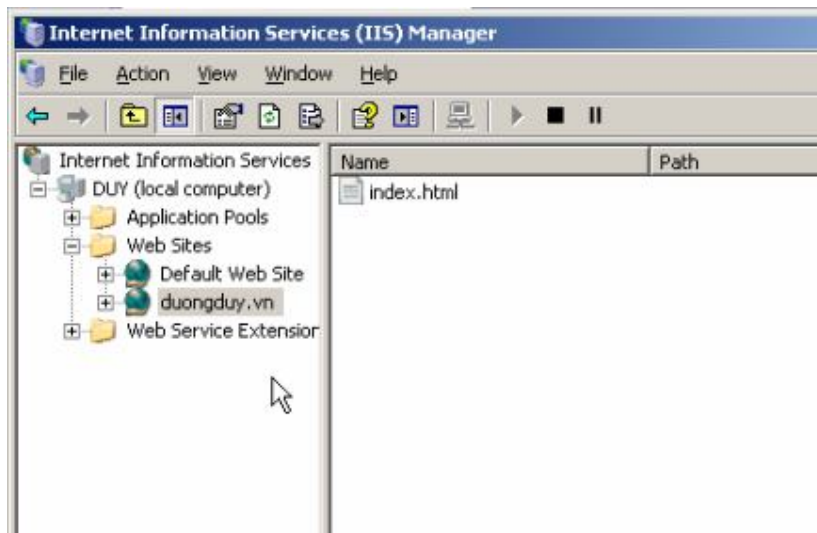 Internet Information Services (IIS) Manager
File Action View Window Help
Internet Information Services
DUY (local computer)
Application Pools
Web Sites
Default Web Site
duongduy.vn
Web Service Extension
Name Path
index.html